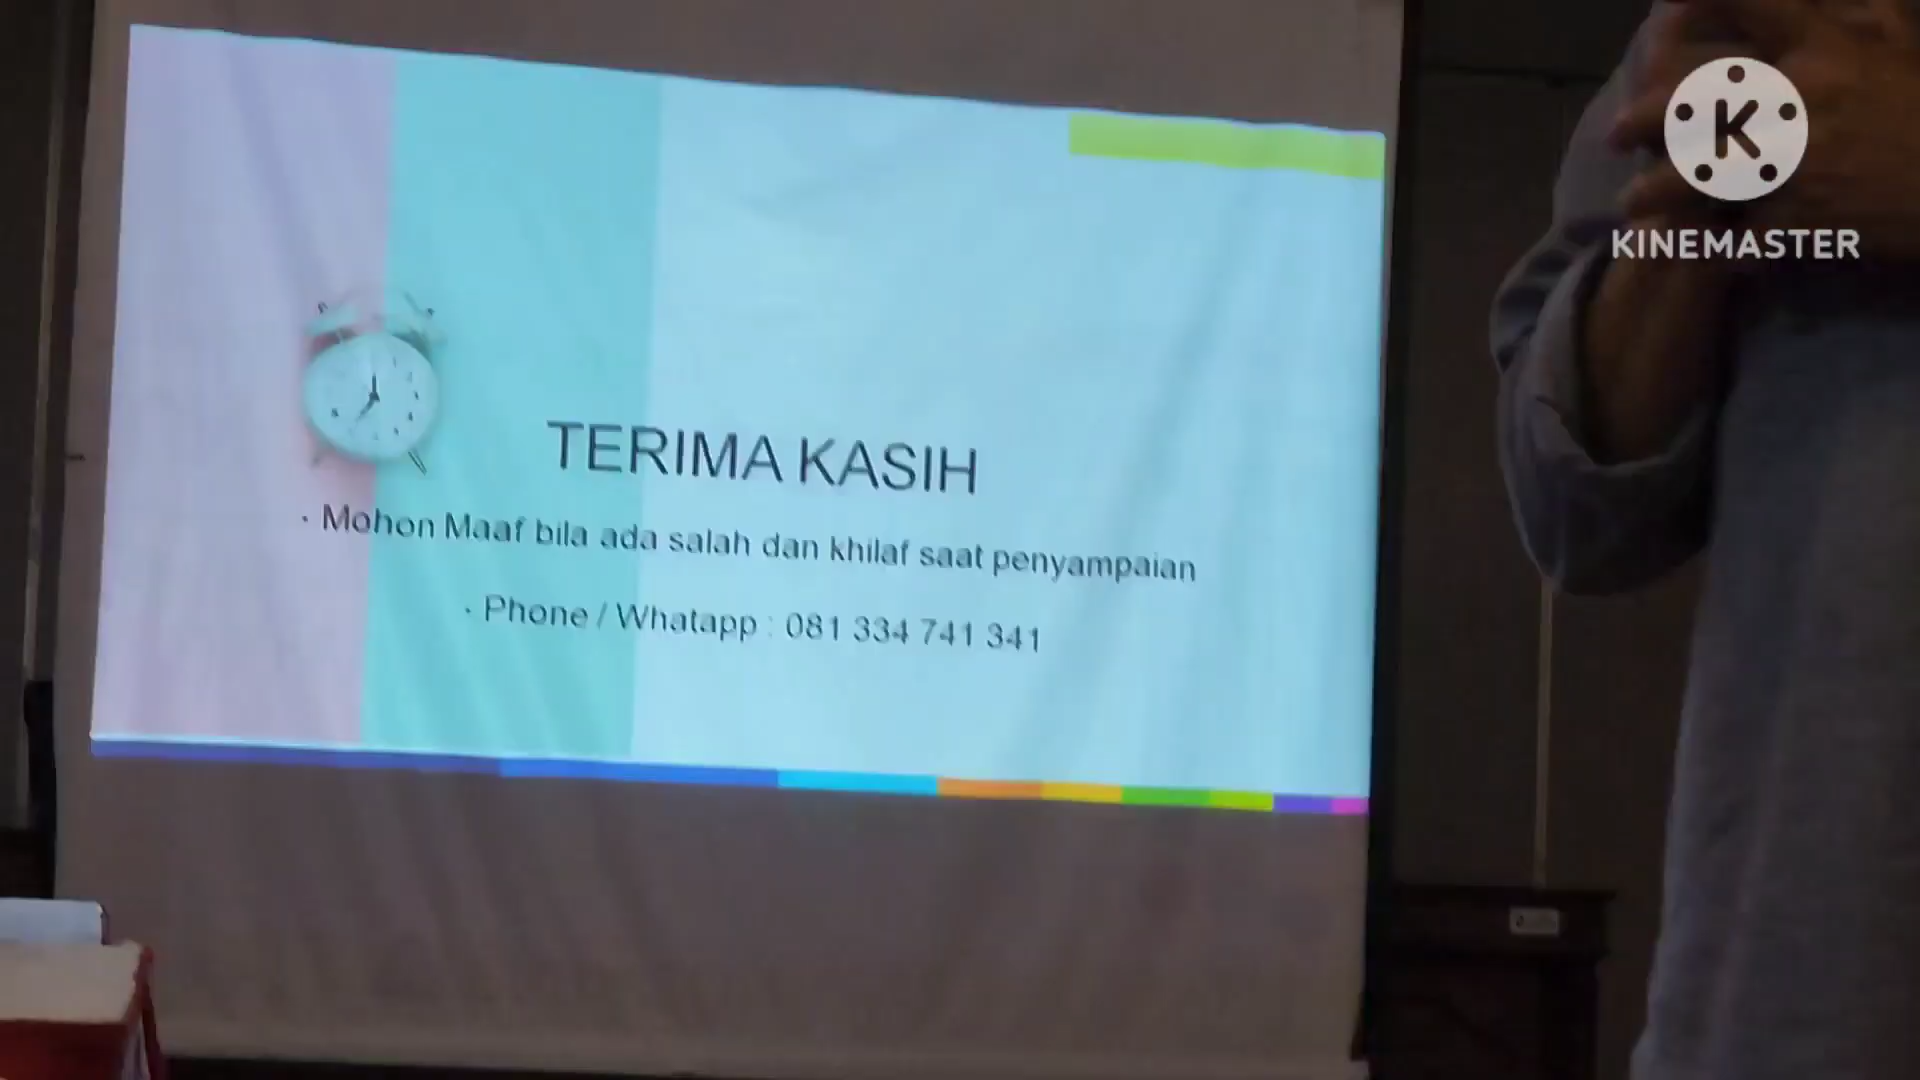 K
KINEMASTER
TERIMA KASIH
• Mohon Maaf bila ada salah dan khilaf saat penyampaian
• Phone / Whatapp : 081 334 741 341